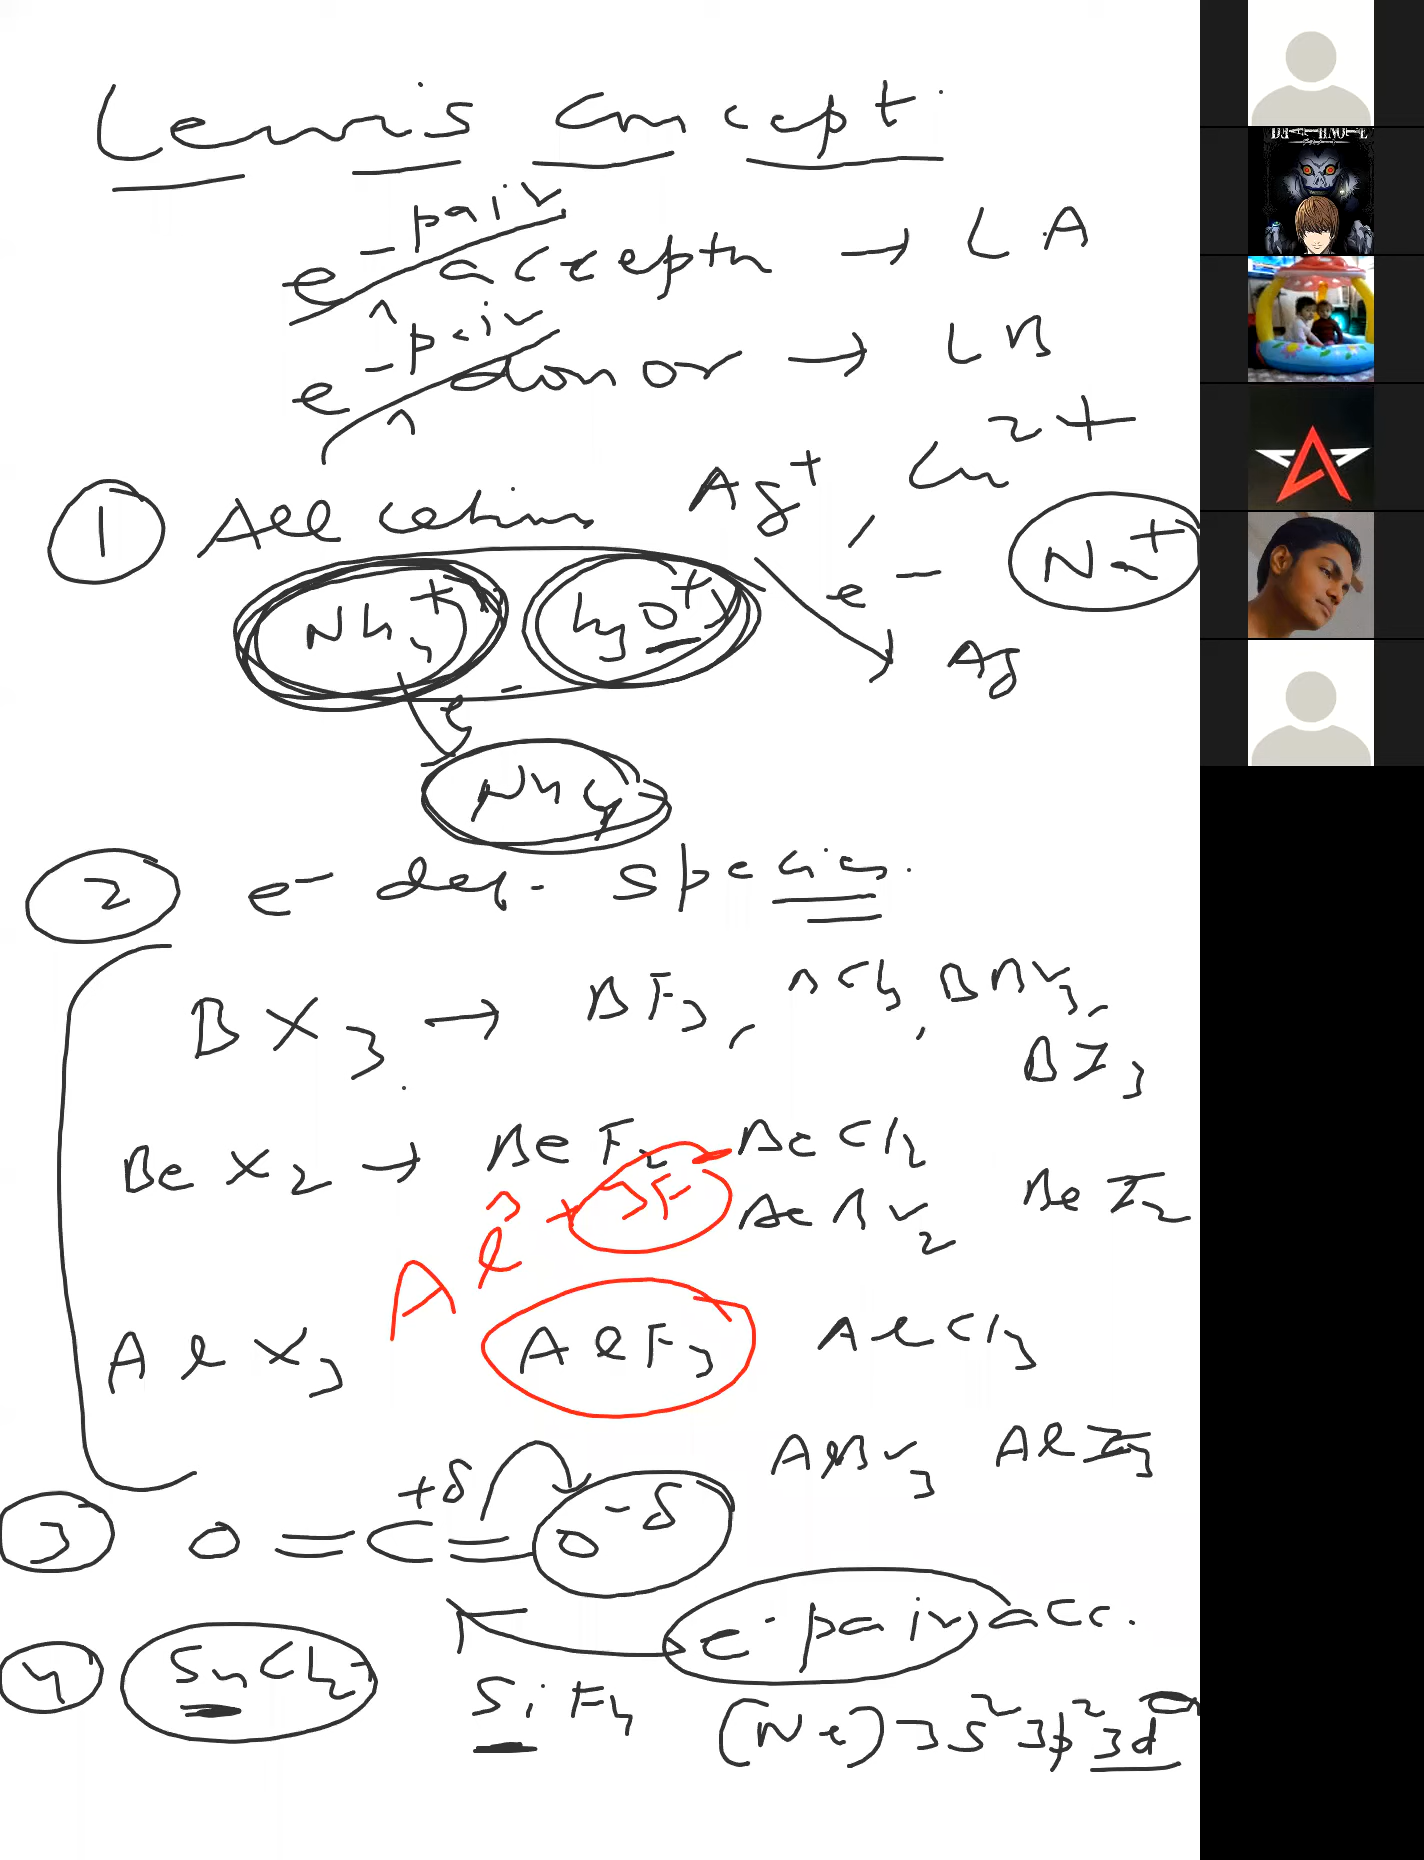 Lewis Concept.
e⁻ pair acceptor → LA
e⁻ pair donor → LB
① All cations Ag⁺, Cu²⁺
NH₄⁺ H₃O⁺ e⁻ Na⁺
Ag
e⁻
NH₄
② e⁻ def. species.
BX₃ → BF₃, BCl₃, BBr₃,
BI₃
BeX₂ → BeF₂ BeCl₂
BeBr₂ BeI₂
Al³⁺ 3F⁻
AlX₃ AlF₃ AlCl₃
AlBr₃ AlI₃
③ O=C=O +δ -δ
e⁻ pair acc.
④ SnCl₂ SiF₄ (Ne) 3s² 3p² 3d⁰